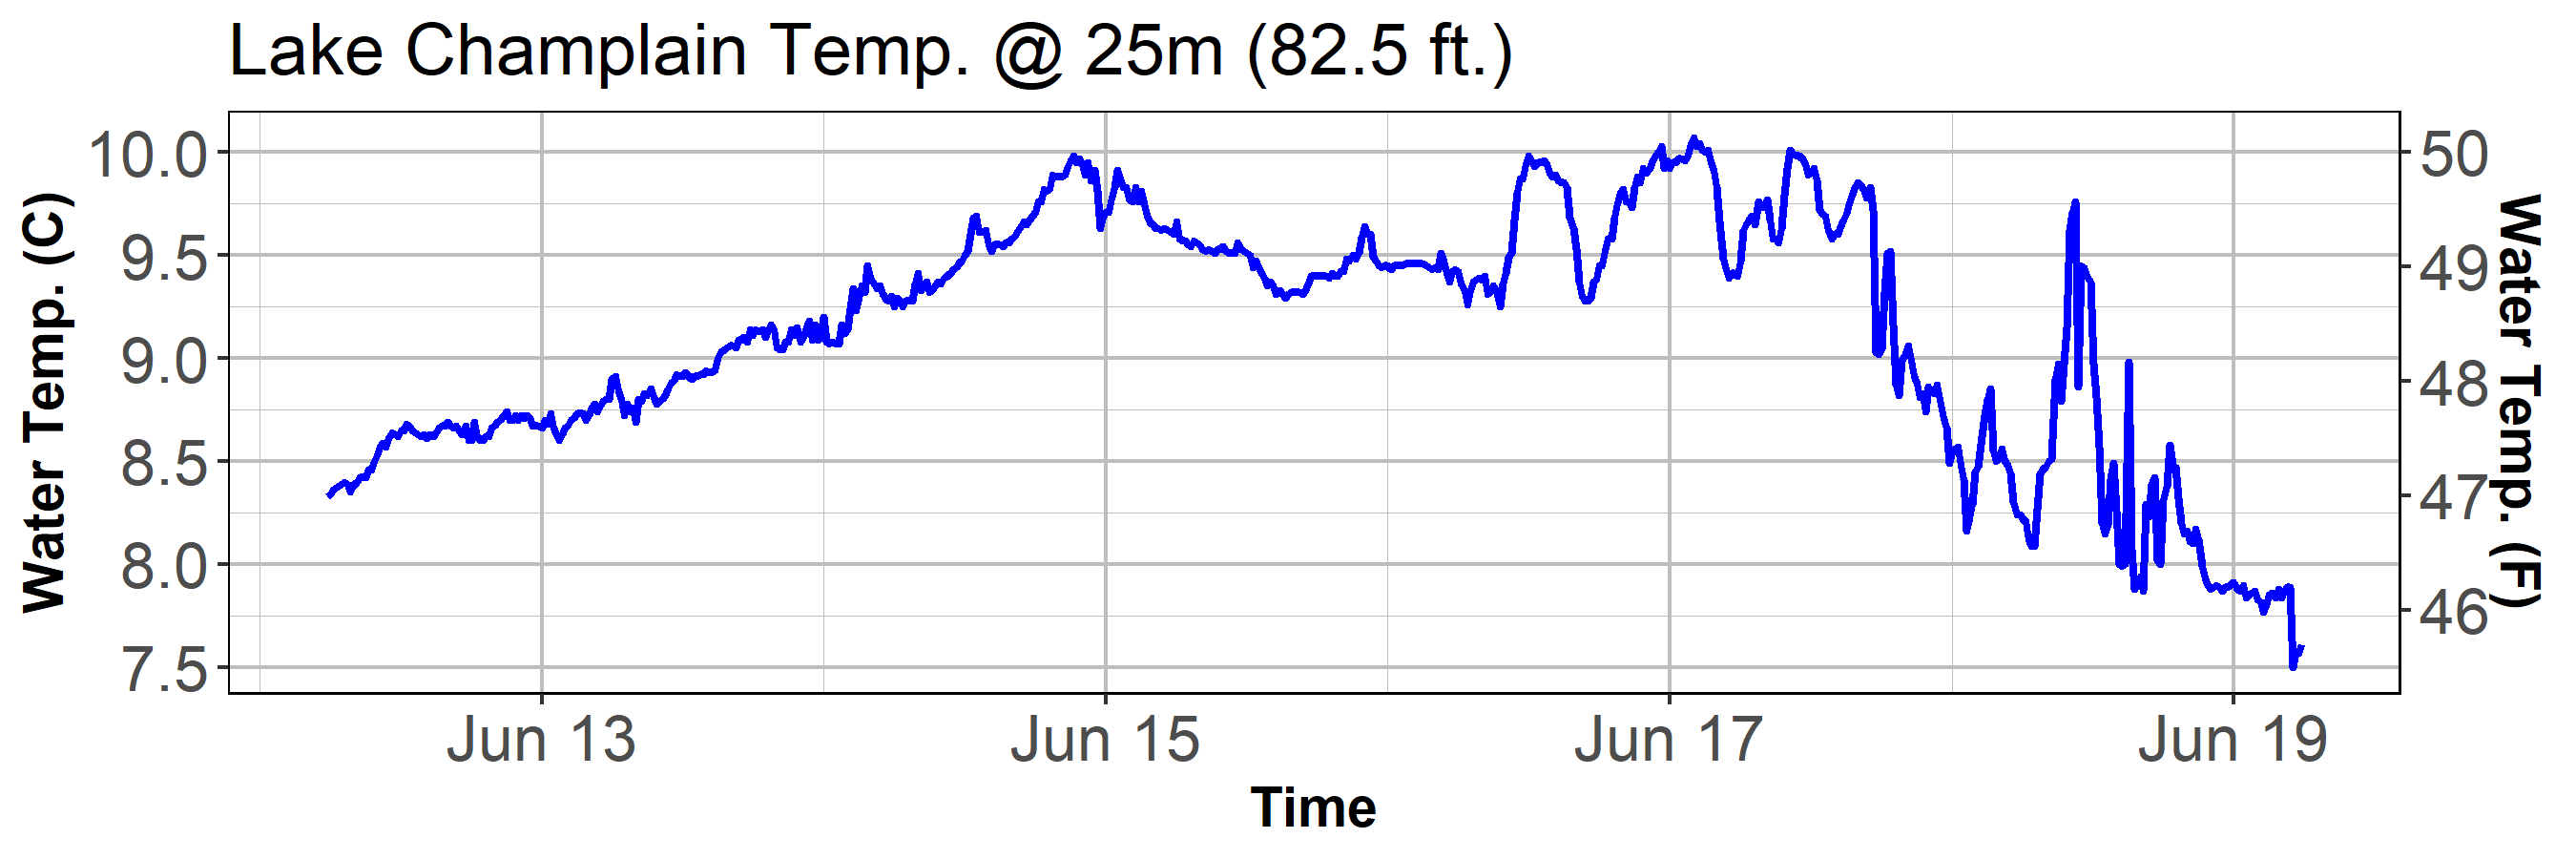 Lake Champlain Temp. @ 25m (82.5 ft.)
Water Temp. (C)
10.0
9.5
9.0
8.5
8.0
7.5
50
49
48
47
46
Water Temp. (F)
Jun 13
Jun 15
Jun 17
Jun 19
Time